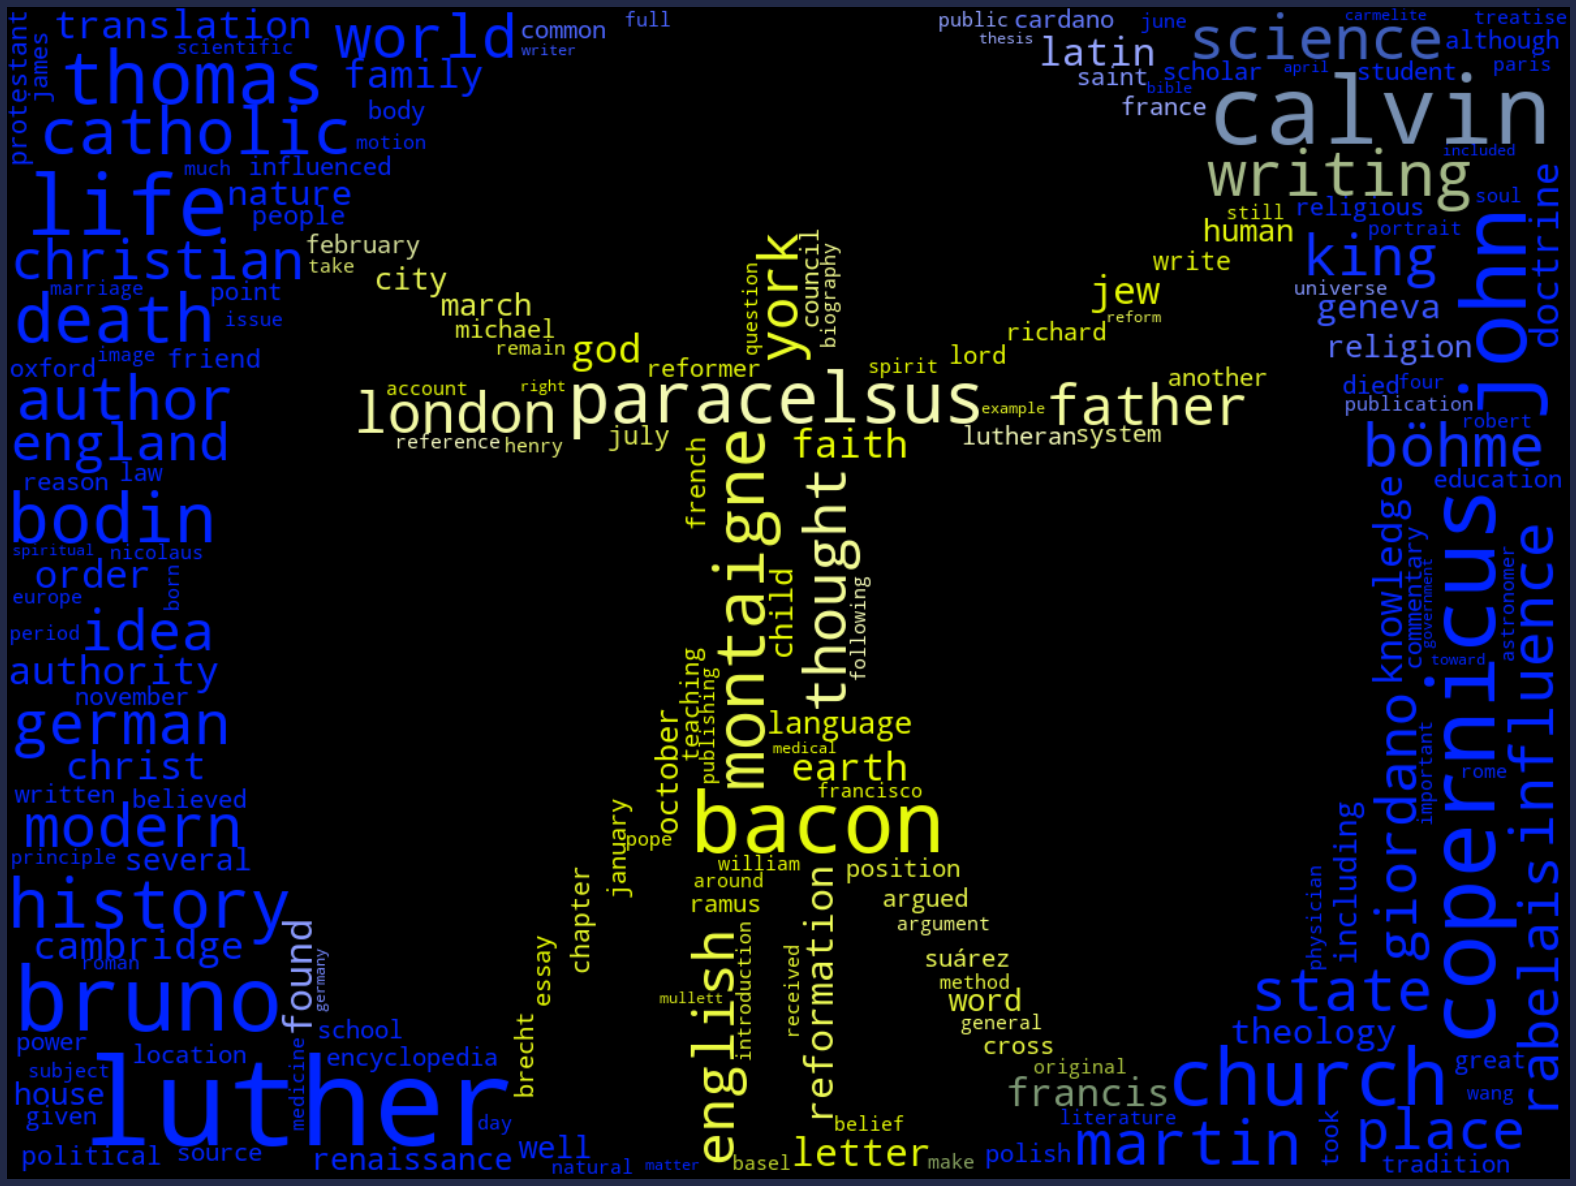 protestant
james
translation
scientific
thomas
catholic
world
common
writer
full
family
body
motion
much
influenced
life
nature
people
christian
february
take
city
marriage
point
death
issue
march
michael
remain
oxford
image
friend
author
england
reason
law
bodin
spiritual
nicolaus
order
born
europe
period
idea
authority
november
german
christ
written
believed
modern
principle
several
history
cambridge
roman
found
germany
bruno
power
location
school
encyclopedia
subject
house
given
medicine
luther
day
political
source
renaissance
well
natural
matter
public
cardano
june
thesis
latin
saint
scholar
bible
france
carmelite
treatise
science
although
april
student
paris
calvin
included
writing
soul
still
religious
human
portrait
king
doctrine
write
universe
geneva
jew
reform
richard
religion
john
lord
spirit
died
four
publication
robert
another
father
example
lutheran
system
böhme
education
question
york
council
biography
god
reformer
account
right
london
paracelsus
reference
henry
july
faith
french
montaigne
thought
child
following
teaching
publishing
october
language
medical
earth
francisco
january
pope
bacon
william
position
around
ramus
chapter
argued
argument
essay
english
introduction
reformation
received
mullett
suárez
method
word
general
cross
brecht
original
francis
belief
letter
basel
make
polish
literature
martin
took
place
tradition
church
great
wang
theology
state
physician
including
giordano
important
rome
copernicus
rabelais
influence
knowledge
commentary
government
astronomer
toward